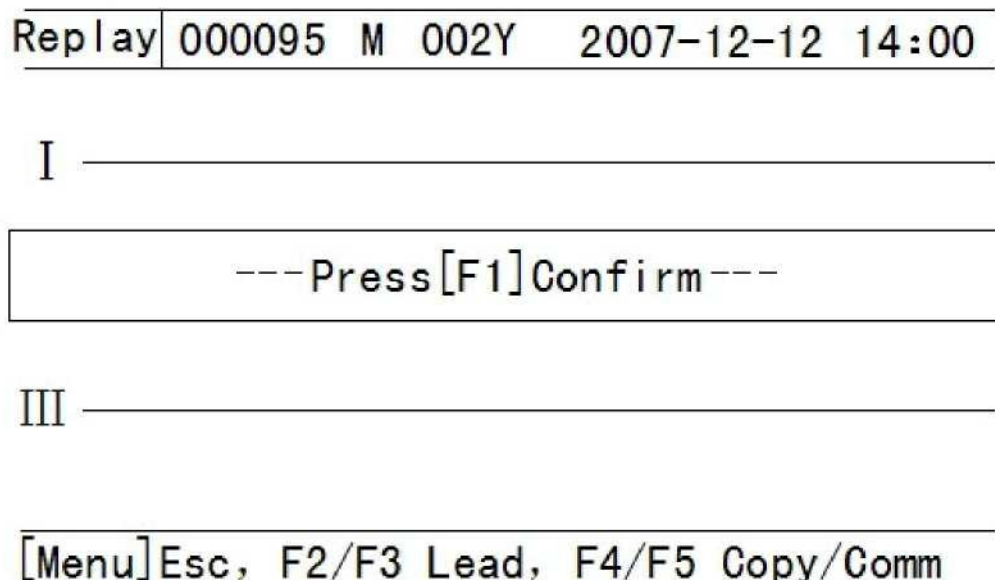 Replay 000095 M 002Y 2007-12-12 14:00
I
---Press[F1]Confirm---
III
[Menu]Esc, F2/F3 Lead, F4/F5 Copy/Comm